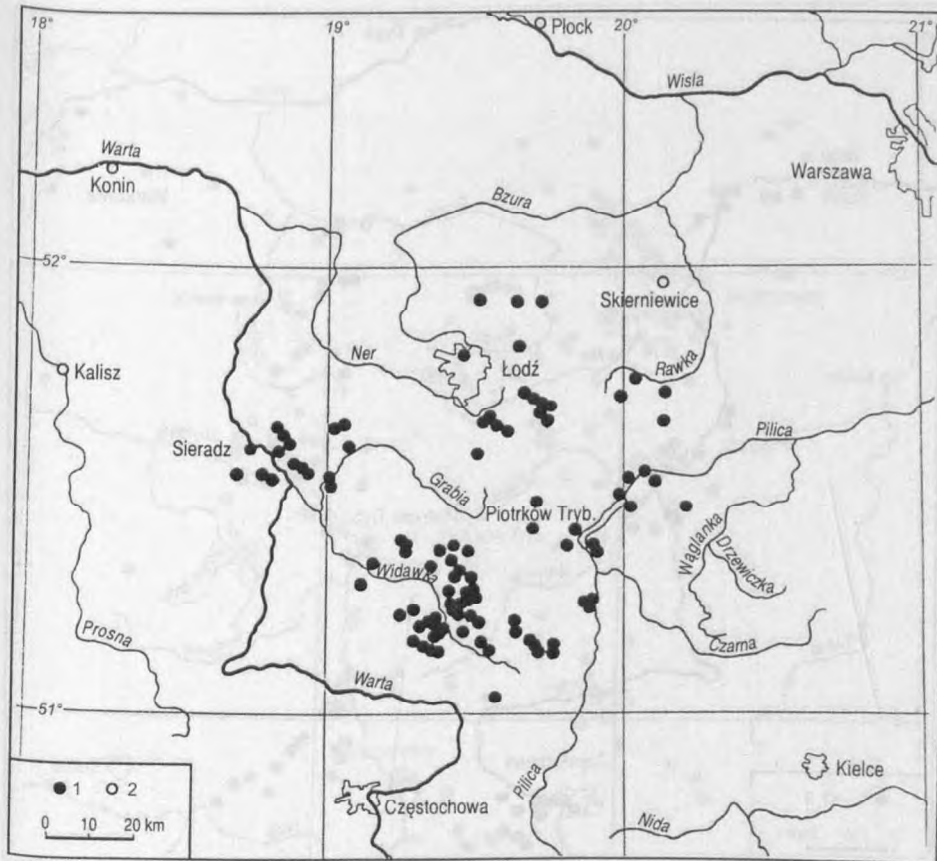 18°
19°
20°
21°
Płock
Wisla
Warta
Konin
Warszawa
Bzura
52°
Skierniewice
Kalisz
Ner
Łódź
Rawka
Sieradz
Pilica
Grabia
Piotrków Tryb.
Wąglanka
Drzewiczka
Widawka
Prosna
Czarna
Warta
51°
Pilica
Kielce
1 2
Częstochowa
0 10 20 km
Nida